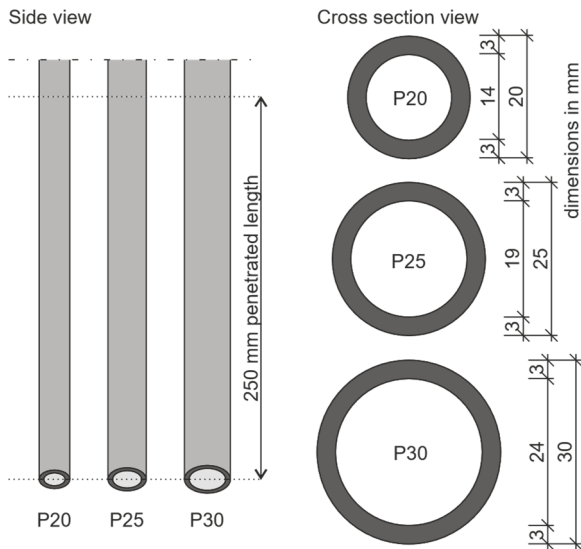 Side view
250 mm penetrated length
P20 P25 P30
Cross section view
dimensions in mm
P20
3
14
3
20
P25
3
19
3
25
P30
3
24
3
30